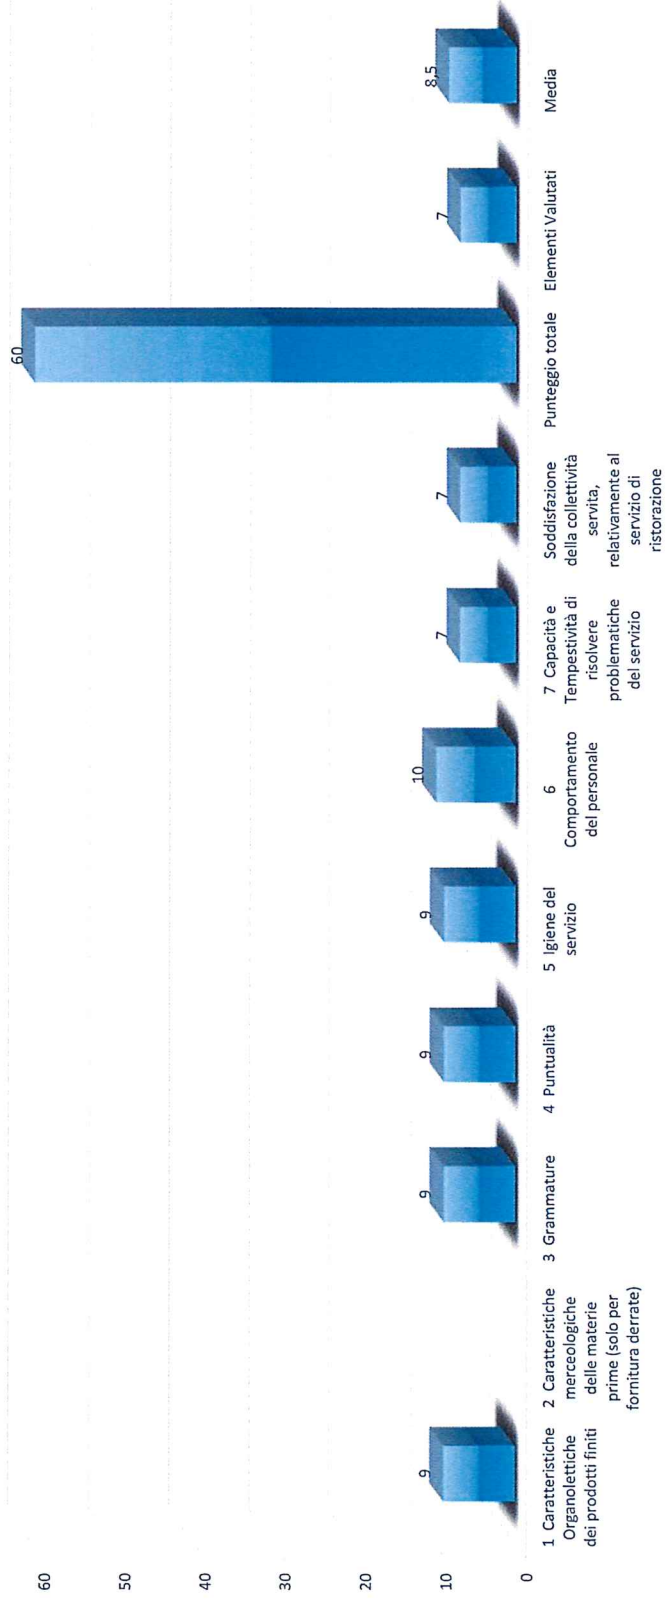 60
50
40
30
20
10
0
9
9
9
9
10
7
7
60
7
8,5
1 Caratteristiche
Organolettiche
dei prodotti finiti
2 Caratteristiche
merceologiche
delle materie
prime (solo per
fornitura derrate)
3 Grammature
4 Puntualità
5 Igiene del
servizio
6
Comportamento
del personale
7 Capacità e
Tempestività di
risolvere
problematiche
del servizio
Soddisfazione
della collettività
servita,
relativamente al
servizio di
ristorazione
Punteggio totale
Elementi Valutati
Media